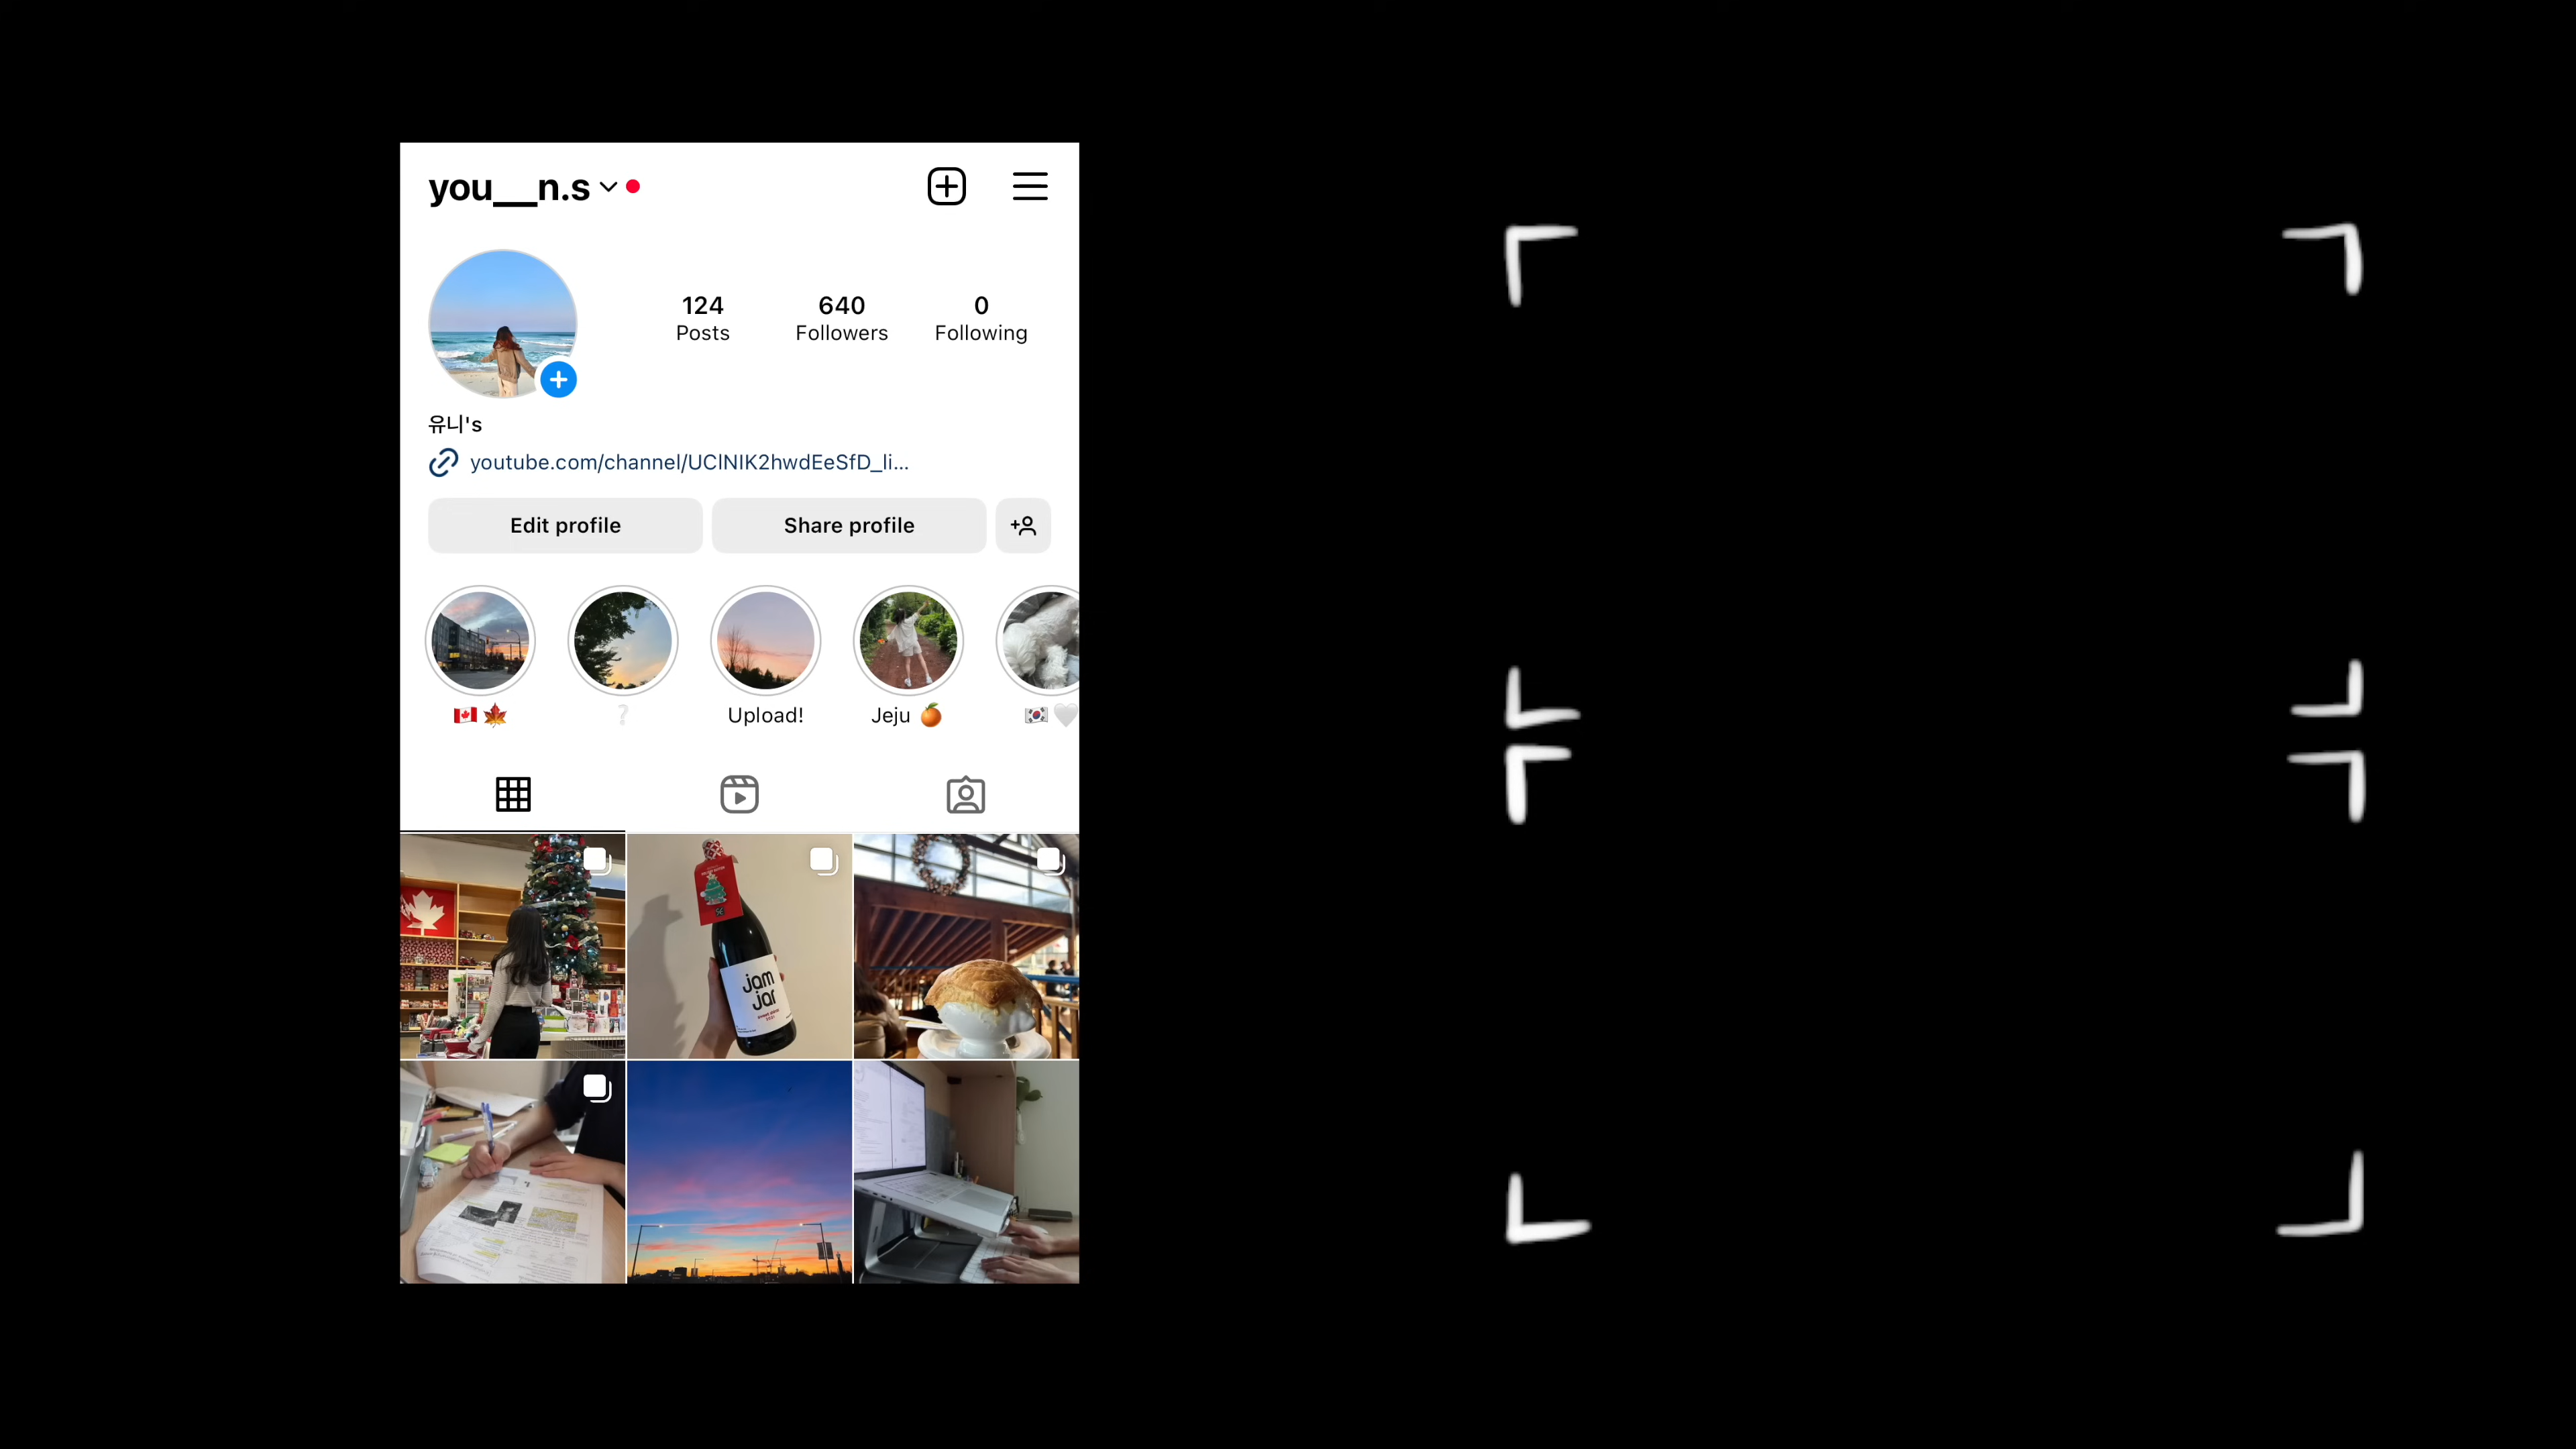 you__n.s
124 640 0
Posts Followers Following
유니's
youtube.com/channel/UClNIK2hwdEeSfD_li...
Edit profile Share profile
Upload! Jeju
jam
jar